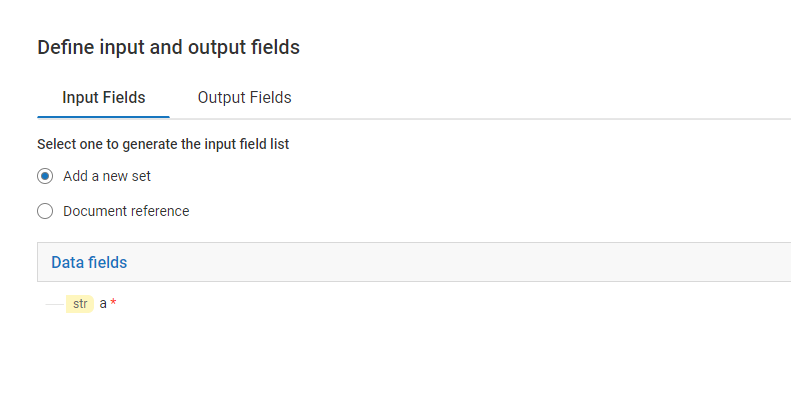 Define input and output fields
Input Fields Output Fields
Select one to generate the input field list
Add a new set
Document reference
Data fields
str a *